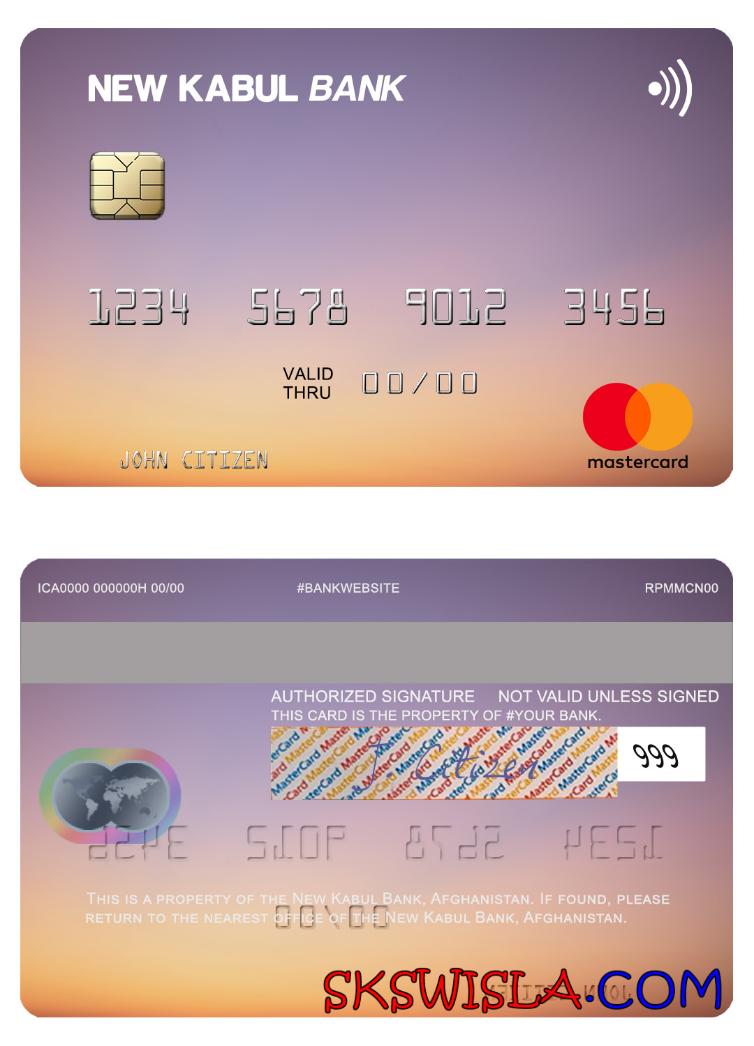 NEW KABUL BANK
1234 5678 9012 3456
VALID THRU 00/00
JOHN CITIZEN
mastercard
ICA0000 000000H 00/00 #BANKWEBSITE RPMMCN00
AUTHORIZED SIGNATURE NOT VALID UNLESS SIGNED
THIS CARD IS THE PROPERTY OF #YOUR BANK.
MasterCard MasterCard MasterCard
J. Citizen
999
THIS IS A PROPERTY OF THE NEW KABUL BANK, AFGHANISTAN. IF FOUND, PLEASE
RETURN TO THE NEAREST OFFICE OF THE NEW KABUL BANK, AFGHANISTAN.
SKSWISLA.COM